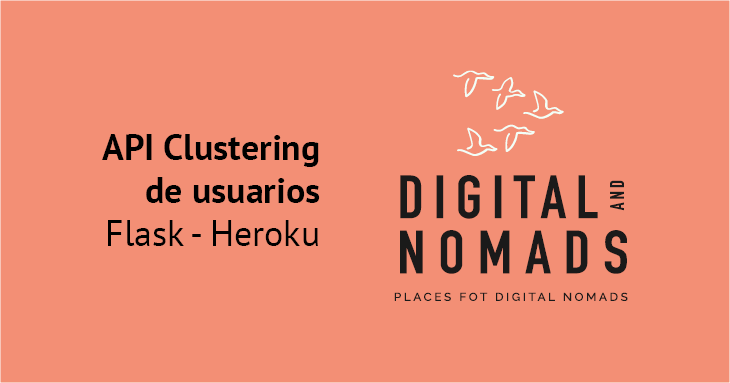 API Clustering
de usuarios
Flask - Heroku
DIGITAL AND
NOMADS
PLACES FOT DIGITAL NOMADS